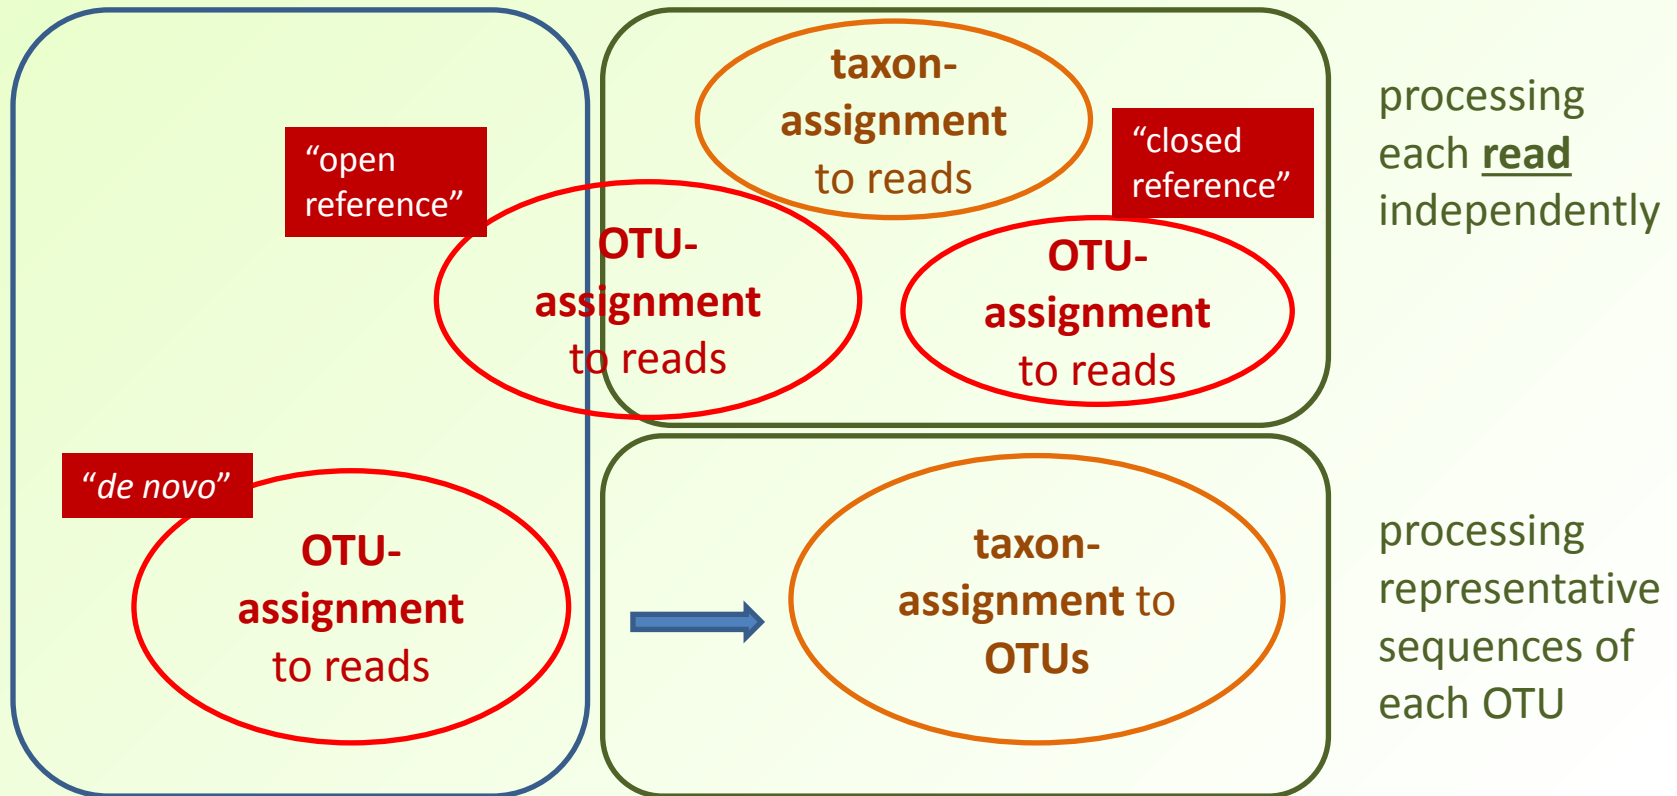 taxon-
assignment
to reads
“closed
reference”
OTU-
assignment
to reads
“open
reference”
OTU-
assignment
to reads
processing
each read
independently
“de novo”
OTU-
assignment
to reads
taxon-
assignment to
OTUs
processing
representative
sequences of
each OTU